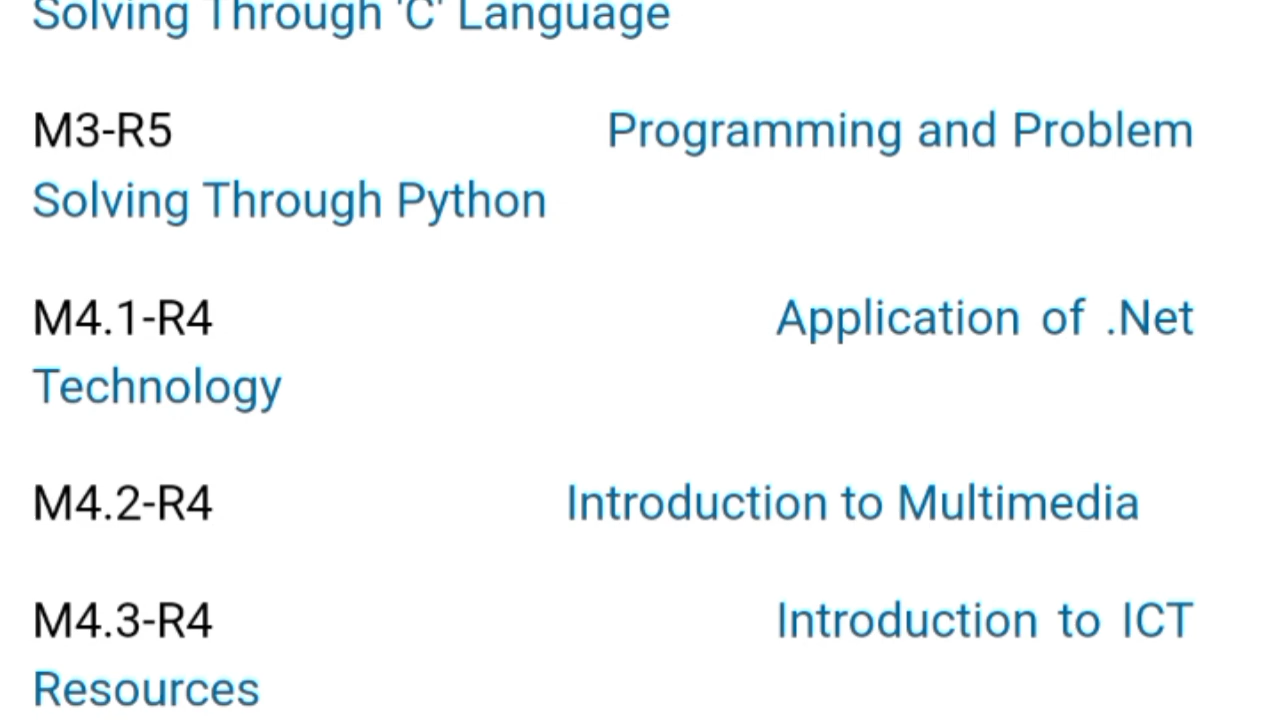 Solving Through 'C' Language
M3-R5 Programming and Problem
Solving Through Python
M4.1-R4 Application of .Net
Technology
M4.2-R4 Introduction to Multimedia
M4.3-R4 Introduction to ICT
Resources